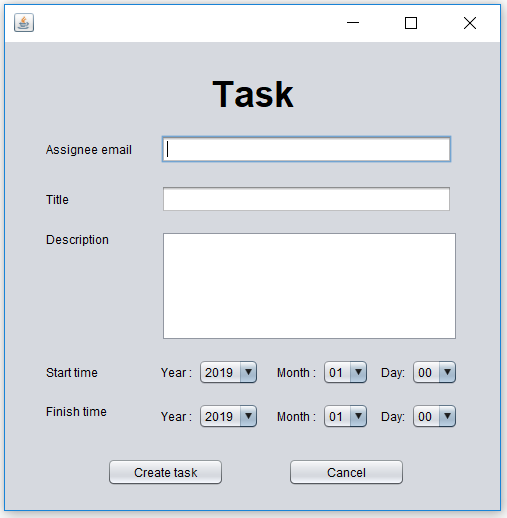 Task
Assignee email
Title
Description
Start time Year : 2019 Month : 01 Day: 00
Finish time Year : 2019 Month : 01 Day: 00
Create task Cancel